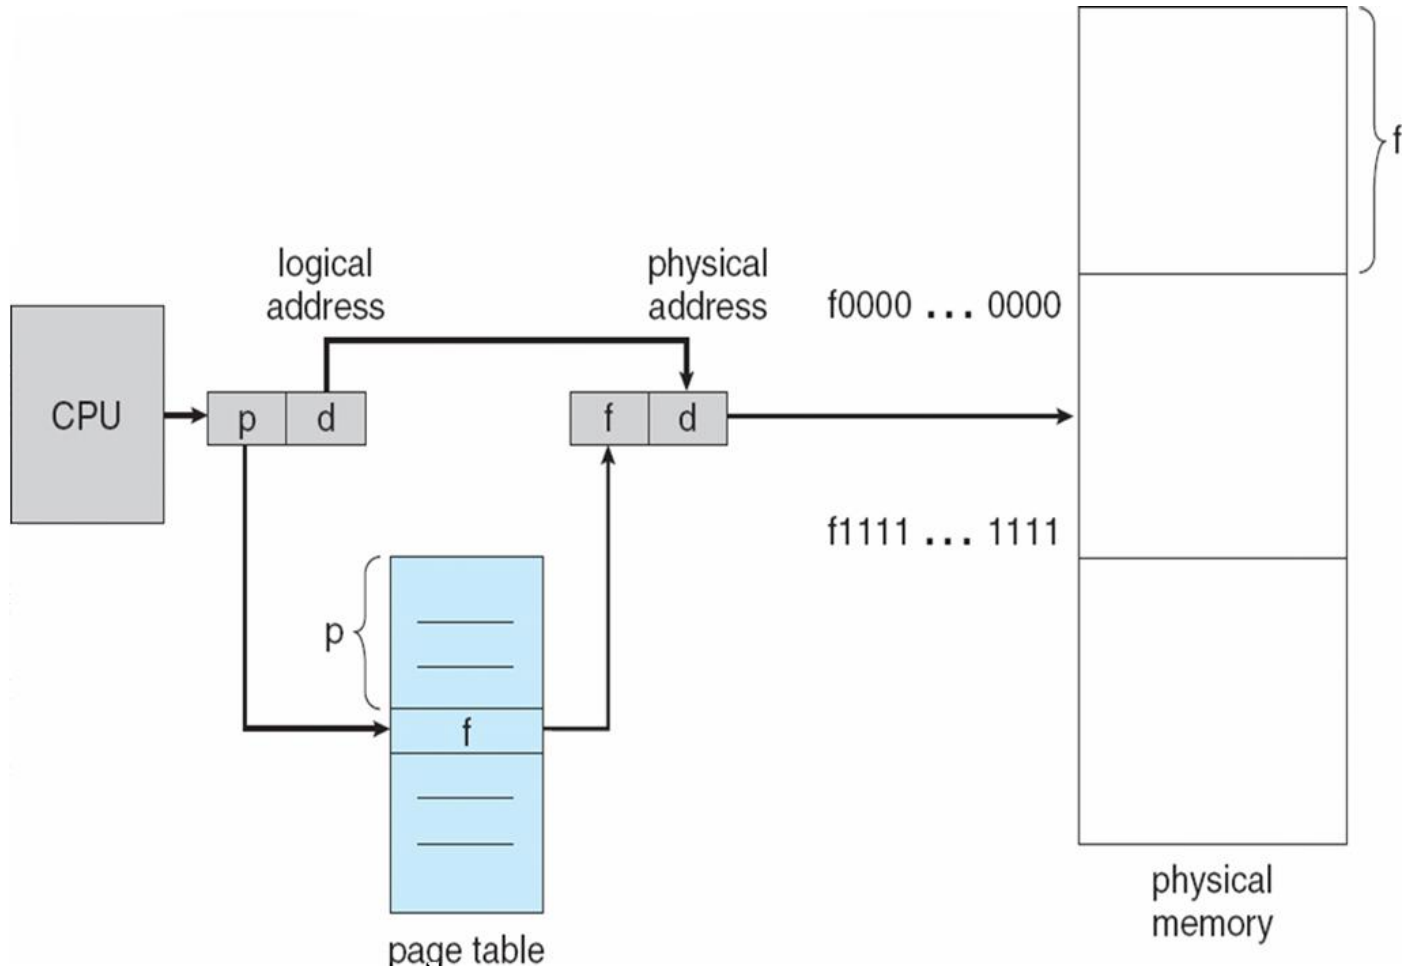 f
logical
address
physical
address
f0000 ... 0000
CPU
p d
f d
f1111 ... 1111
p
f
physical
memory
page table